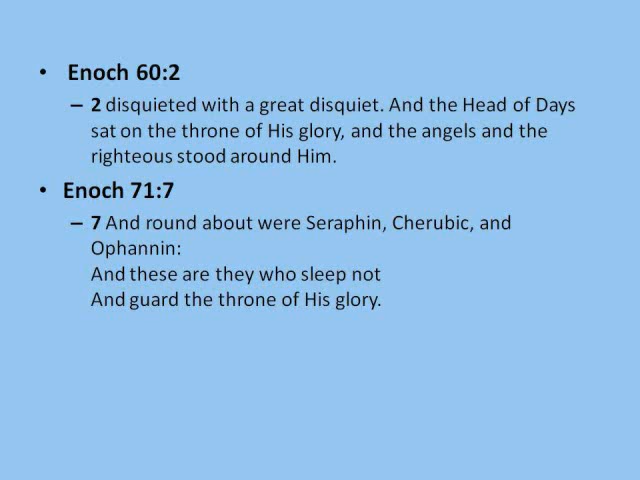 • Enoch 60:2
– 2 disquieted with a great disquiet. And the Head of Days
sat on the throne of His glory, and the angels and the
righteous stood around Him.
• Enoch 71:7
– 7 And round about were Seraphin, Cherubic, and
Ophannin:
And these are they who sleep not
And guard the throne of His glory.